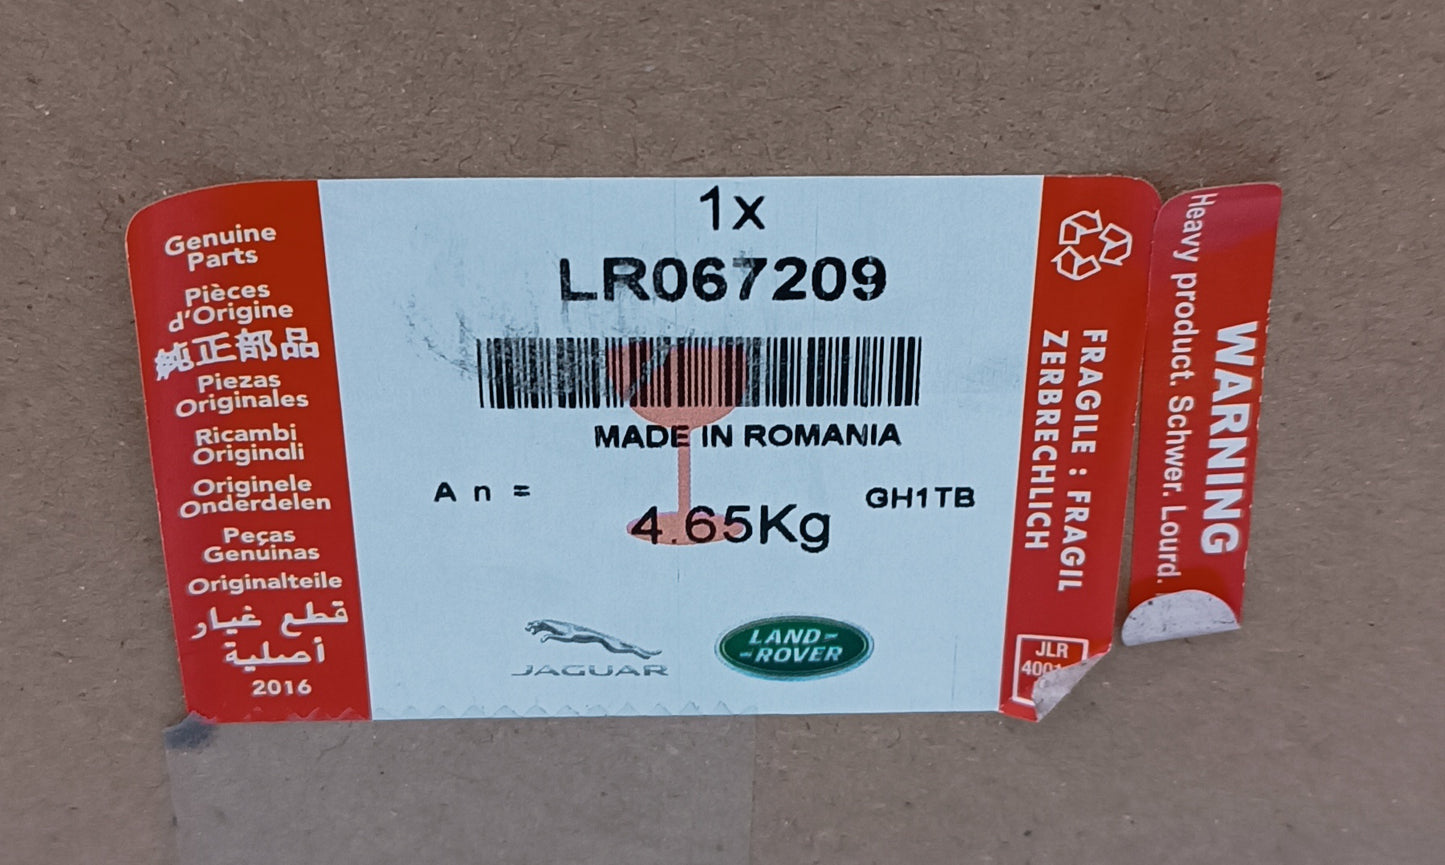 Genuine
Parts
Pièces
d'Origine
純正部品
Piezas
Originales
Ricambi
Originali
Originele
Onderdelen
Peças
Genuinas
Originalteile
قطع غيار
أصلية
2016
1x
LR067209
MADE IN ROMANIA
A n =
GH1TB
4.65Kg
JAGUAR
LAND-
-ROVER
FRAGILE : FRAGIL
ZERBRECHLICH
JLR
WARNING
Heavy product. Schwer. Lourd.